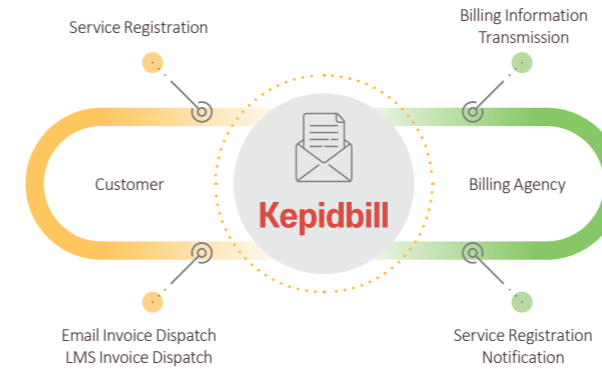 Service Registration
Billing Information
Transmission
Customer
Kepidbill
Billing Agency
Email Invoice Dispatch
LMS Invoice Dispatch
Service Registration
Notification